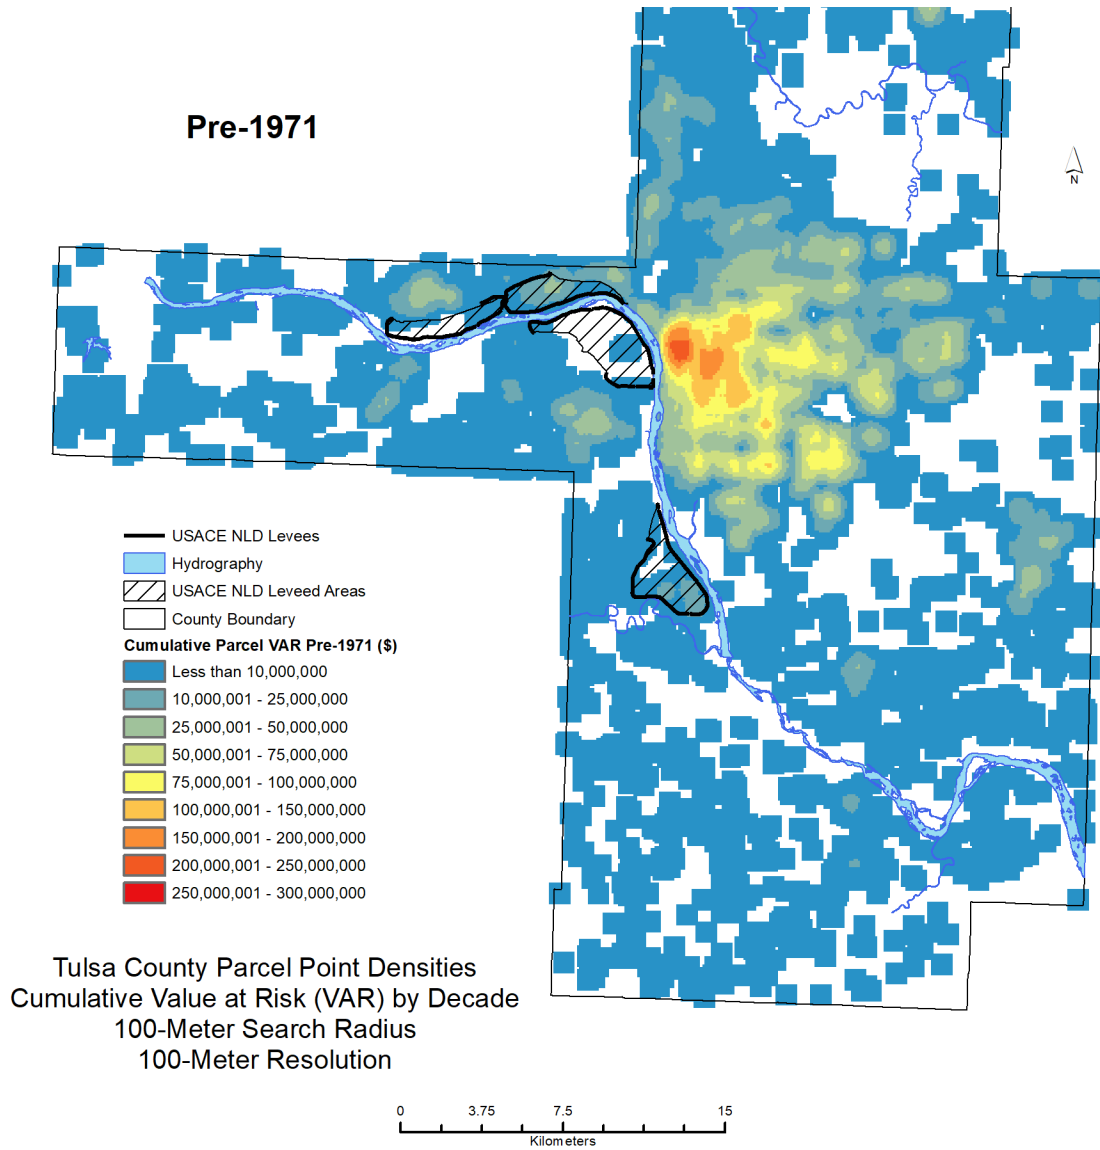 Pre-1971
N
USACE NLD Levees
Hydrography
USACE NLD Leveed Areas
County Boundary
Cumulative Parcel VAR Pre-1971 ($)
Less than 10,000,000
10,000,001 - 25,000,000
25,000,001 - 50,000,000
50,000,001 - 75,000,000
75,000,001 - 100,000,000
100,000,001 - 150,000,000
150,000,001 - 200,000,000
200,000,001 - 250,000,000
250,000,001 - 300,000,000
Tulsa County Parcel Point Densities
Cumulative Value at Risk (VAR) by Decade
100-Meter Search Radius
100-Meter Resolution
0 3.75 7.5 15
Kilometers